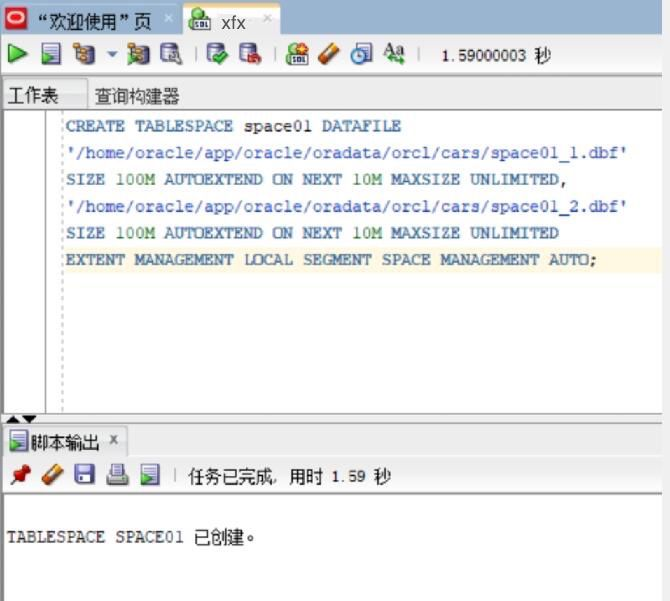 “欢迎使用”页 xfx
1.59000003 秒
工作表 查询构建器
CREATE TABLESPACE space01 DATAFILE
'/home/oracle/app/oracle/oradata/orcl/cars/space01_1.dbf'
SIZE 100M AUTOEXTEND ON NEXT 10M MAXSIZE UNLIMITED,
'/home/oracle/app/oracle/oradata/orcl/cars/space01_2.dbf'
SIZE 100M AUTOEXTEND ON NEXT 10M MAXSIZE UNLIMITED
EXTENT MANAGEMENT LOCAL SEGMENT SPACE MANAGEMENT AUTO;
脚本输出 x
任务已完成, 用时 1.59 秒
TABLESPACE SPACE01 已创建。